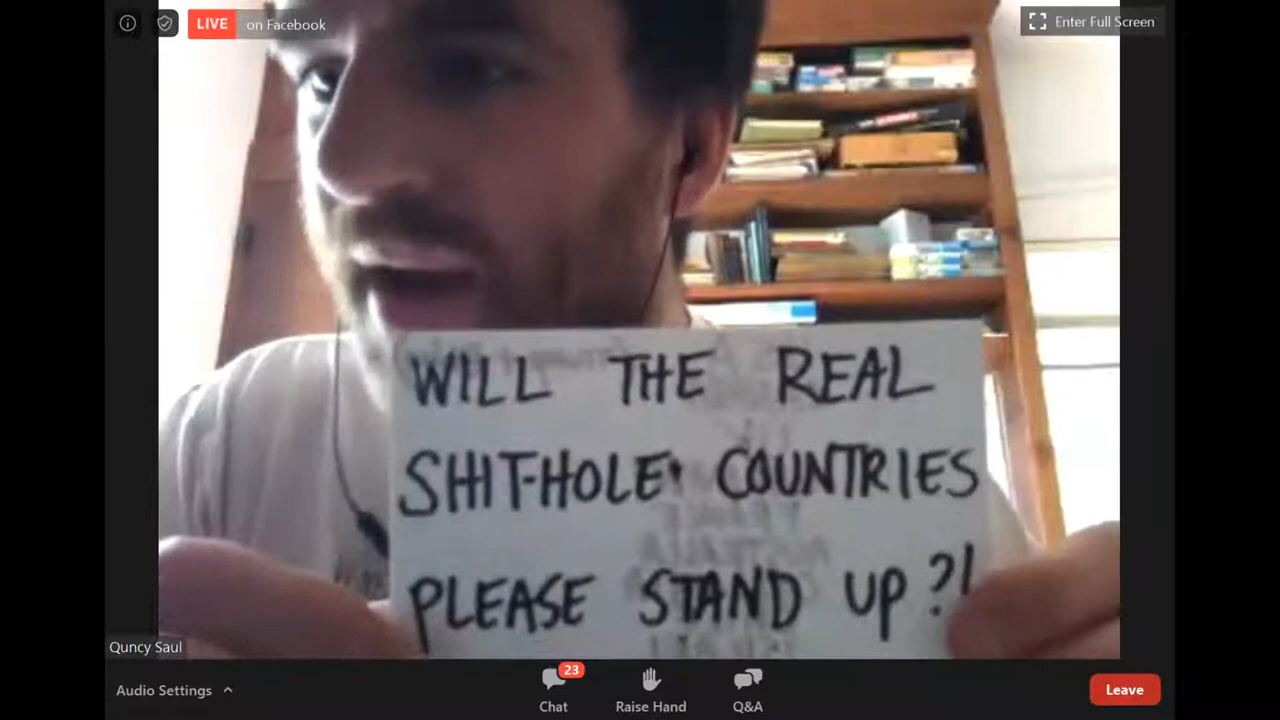 LIVE on Facebook
Enter Full Screen
WILL THE REAL
SHIT-HOLE COUNTRIES
PLEASE STAND UP?!
Quncy Saul
Audio Settings
23
Chat
Raise Hand
Q&A
Leave